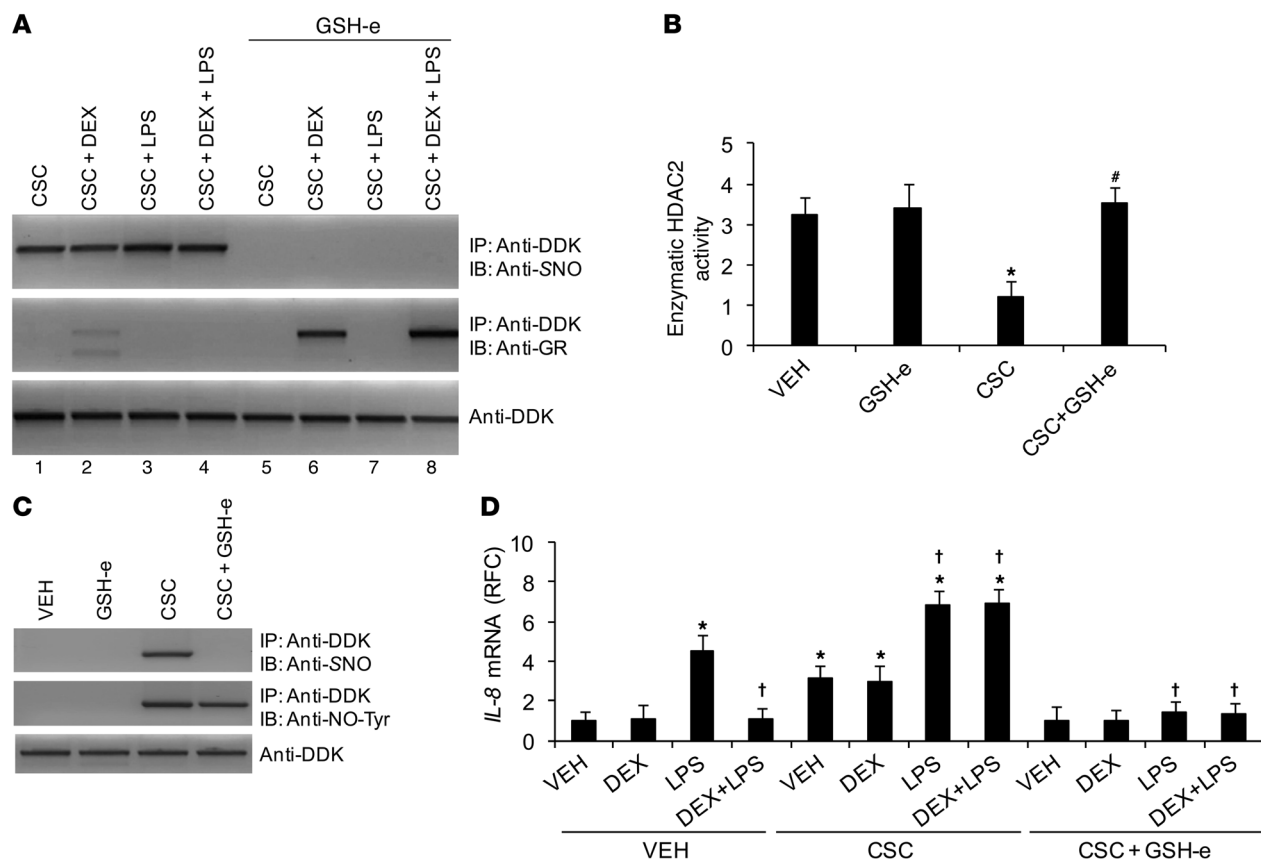 A
GSH-e
CSC
CSC + DEX
CSC + LPS
CSC + DEX + LPS
CSC
CSC + DEX
CSC + LPS
CSC + DEX + LPS
IP: Anti-DDK
IB: Anti-SNO
IP: Anti-DDK
IB: Anti-GR
Anti-DDK
1 2 3 4 5 6 7 8
B
Enzymatic HDAC2
activity
5
4
3
2
1
0
*
#
VEH
GSH-e
CSC
CSC+GSH-e
C
VEH
GSH-e
CSC
CSC + GSH-e
IP: Anti-DDK
IB: Anti-SNO
IP: Anti-DDK
IB: Anti-NO-Tyr
Anti-DDK
D
IL-8 mRNA (RFC)
10
8
6
4
2
0
*
†
*
*
†
*
†
*
†
†
VEH
DEX
LPS
DEX+LPS
VEH
DEX
LPS
DEX+LPS
VEH
DEX
LPS
DEX+LPS
VEH
CSC
CSC + GSH-e